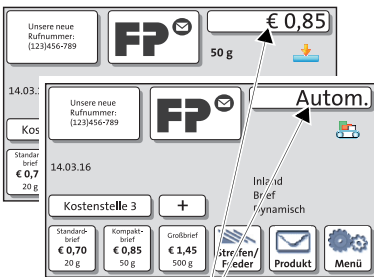 Unsere neue
Rufnummer:
(123)456-789
FP
€ 0,85
50 g
14.03.
Kos
Standar
brief
€ 0,7
20 g
Unsere neue
Rufnummer:
(123)456-789
FP
Autom.
14.03.16
Inland
Brief
Dynamisch
Kostenstelle 3
+
Standard-
brief
€ 0,70
20 g
Kompakt-
brief
€ 0,85
50 g
Großbrief
€ 1,45
500 g
Streifen/
Feeder
Produkt
Menü